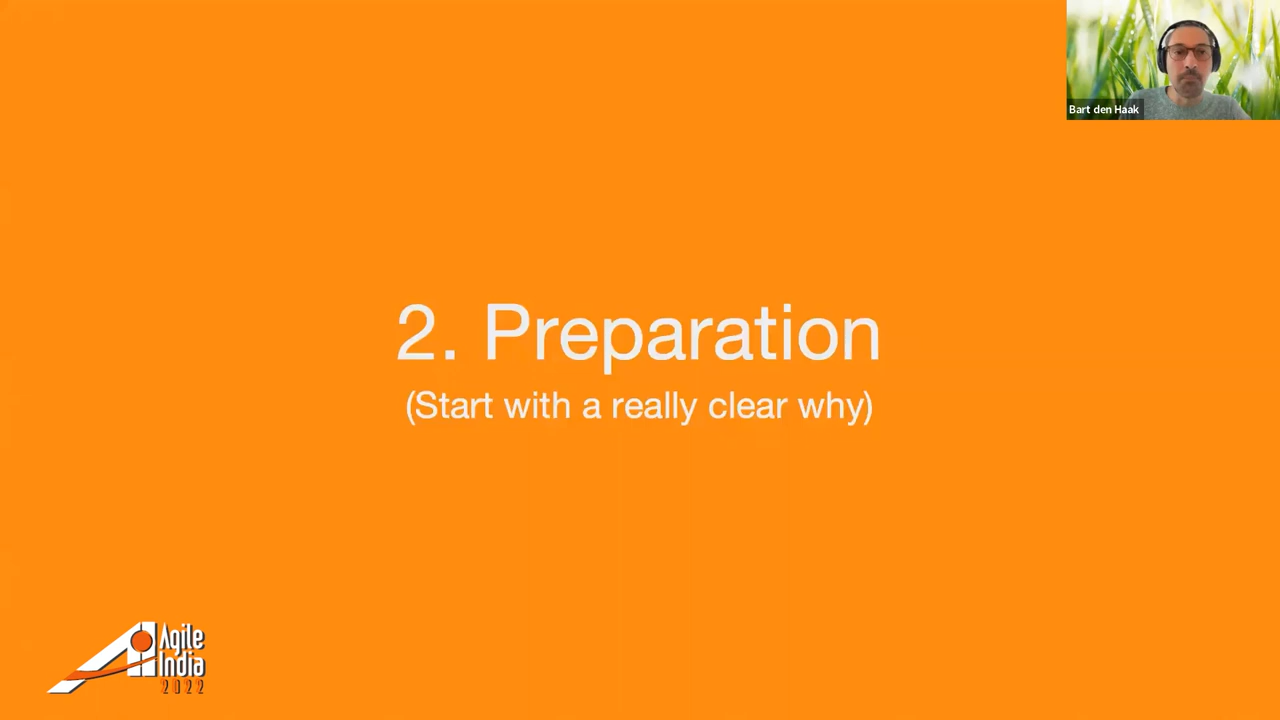 Bart den Haak
2. Preparation
(Start with a really clear why)
Agile
India
2022